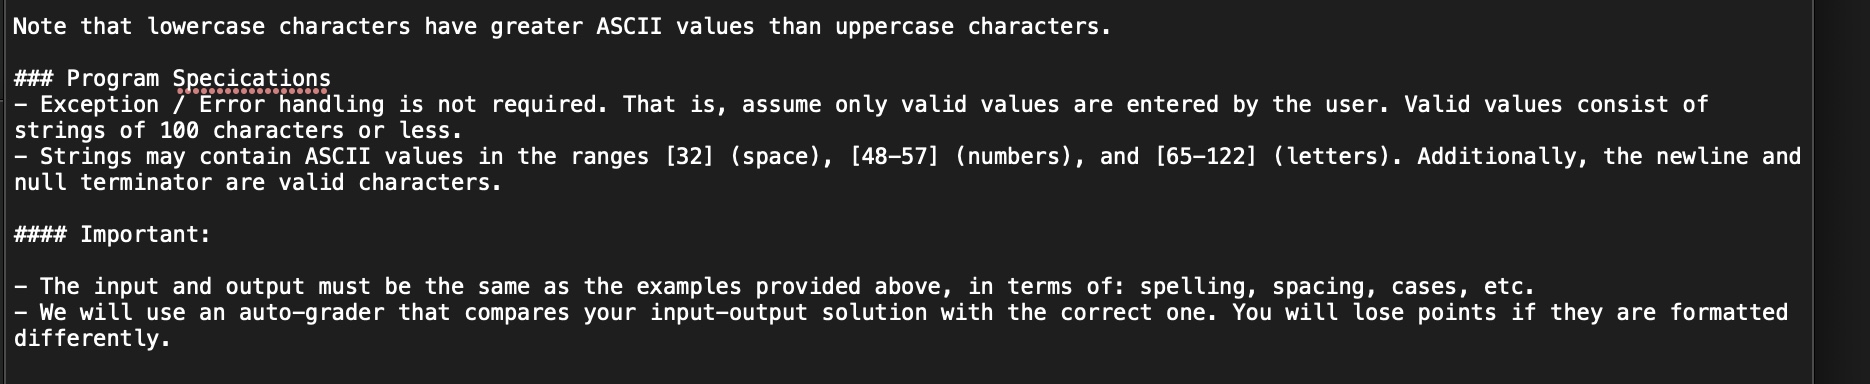 Note that lowercase characters have greater ASCII values than uppercase characters.
### Program Specications
- Exception / Error handling is not required. That is, assume only valid values are entered by the user. Valid values consist of
strings of 100 characters or less.
- Strings may contain ASCII values in the ranges [32] (space), [48-57] (numbers), and [65-122] (letters). Additionally, the newline and
null terminator are valid characters.
#### Important:
- The input and output must be the same as the examples provided above, in terms of: spelling, spacing, cases, etc.
- We will use an auto-grader that compares your input-output solution with the correct one. You will lose points if they are formatted
differently.